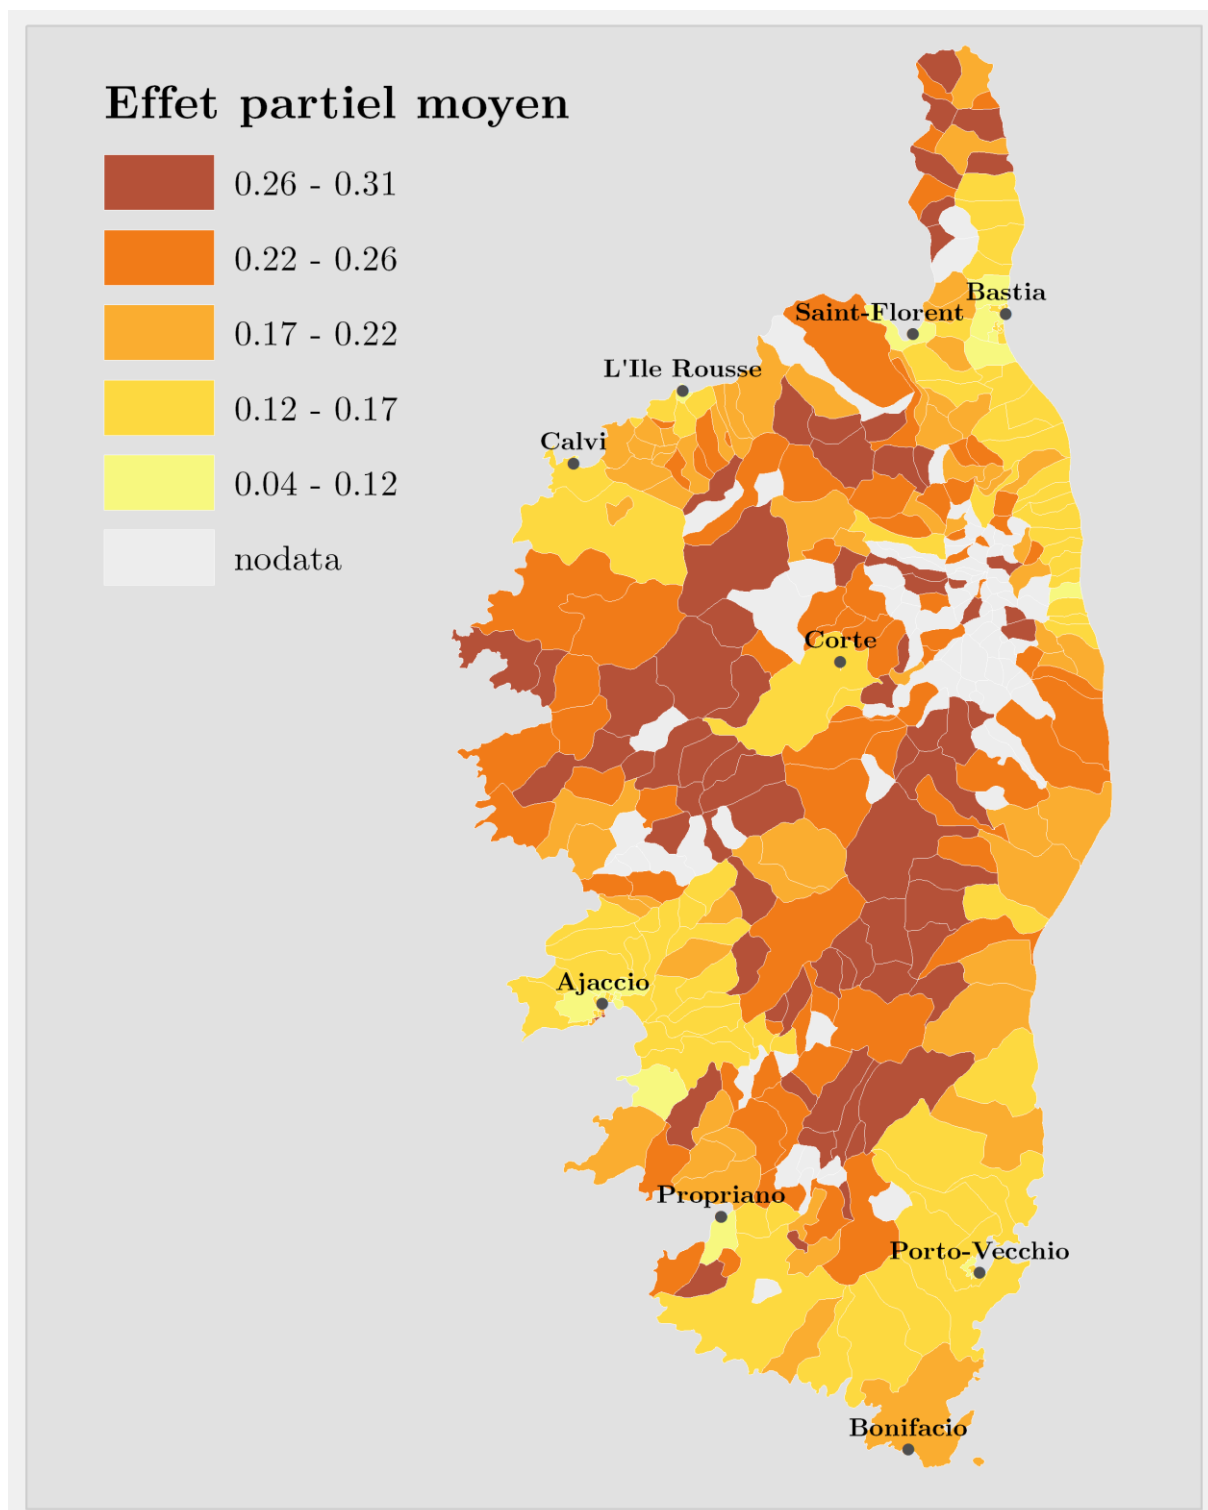 Effet partiel moyen
0.26 - 0.31
0.22 - 0.26
0.17 - 0.22
0.12 - 0.17
0.04 - 0.12
nodata
Bastia
Saint-Florent
L'Ile Rousse
Calvi
Corte
Ajaccio
Propriano
Porto-Vecchio
Bonifacio